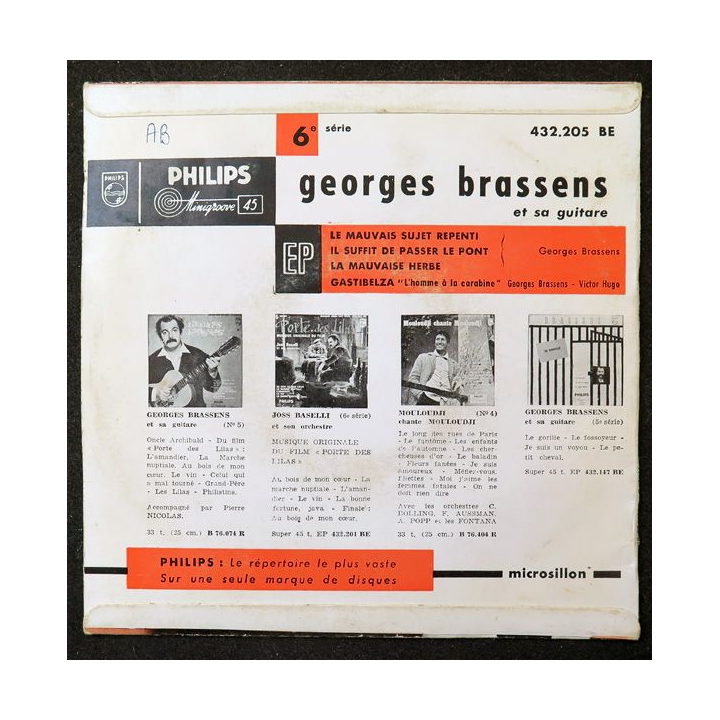 AB
6e série
432.205 BE
PHILIPS
PHILIPS
Minigroove 45
georges brassens
et sa guitare
EP
LE MAUVAIS SUJET REPENTI
IL SUFFIT DE PASSER LE PONT
LA MAUVAISE HERBE
Georges Brassens
GASTIBELZA "L'homme à la carabine" Georges Brassens - Victor Hugo
GEORGES BRASSENS
et sa guitare (No 5)
Oncle Archibald - Du film
« Porte des Lilas » :
L'amandier, La Marche
nuptiale, Au bois de mon
cœur. Le vin - Celui qui
a mal tourné - Grand-Père
- Les Lilas - Philistins.
Accompagné par Pierre
NICOLAS.
33 t. (25 cm.) B 76.074 R
Porte des Lilas
JOSS BASELLI (6e série)
et son orchestre
MUSIQUE ORIGINALE
DU FILM « PORTE DES
LILAS »
Au bois de mon cœur - La
marche nuptiale - L'aman-
dier - Le vin - La bonne
fortune, java - Finale :
Au bois de mon cœur.
Super 45 t. EP 432.201 BE
Mouloudji chante Mouloudji
MOULOUDJI (No 4)
chante MOULOUDJI
Le long des rues de Paris
- Le fantôme - Les enfants
de l'automne - Les cher-
cheuses d'or - Le baladin
- Fleurs fanées - Je suis
amoureux - Méfiez-vous,
fillettes - Moi j'aime les
femmes fatales - On ne
doit rien dire
Avec les orchestres C.
BOLLING, F. AUSSMAN,
A. POPP et les FONTANA
33 t. (25 cm.) B 76.404 R
GEORGES BRASSENS
et sa guitare (5e série)
Le gorille - Le fossoyeur -
Je suis un voyou - Le pe-
tit cheval.
Super 45 t. EP 432.147 BE
PHILIPS : Le répertoire le plus vaste
Sur une seule marque de disques
microsillon